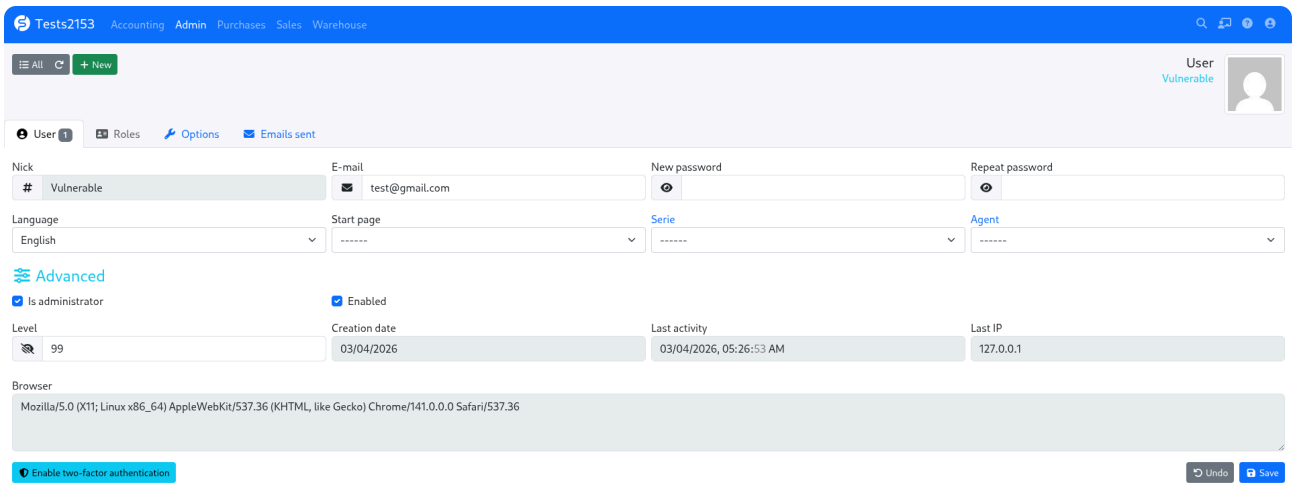 Tests2153 Accounting Admin Purchases Sales Warehouse
All New
User
Vulnerable
User 1 Roles Options Emails sent
Nick E-mail New password Repeat password
# Vulnerable test@gmail.com
Language Start page Serie Agent
English ------ ------ ------
Advanced
Is administrator Enabled
Level Creation date Last activity Last IP
99 03/04/2026 03/04/2026, 05:26:53 AM 127.0.0.1
Browser
Mozilla/5.0 (X11; Linux x86_64) AppleWebKit/537.36 (KHTML, like Gecko) Chrome/141.0.0.0 Safari/537.36
Enable two-factor authentication Undo Save